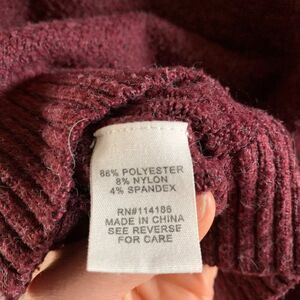 88% POLYESTER
8% NYLON
4% SPANDEX
RN#114186
MADE IN CHINA
SEE REVERSE
FOR CARE